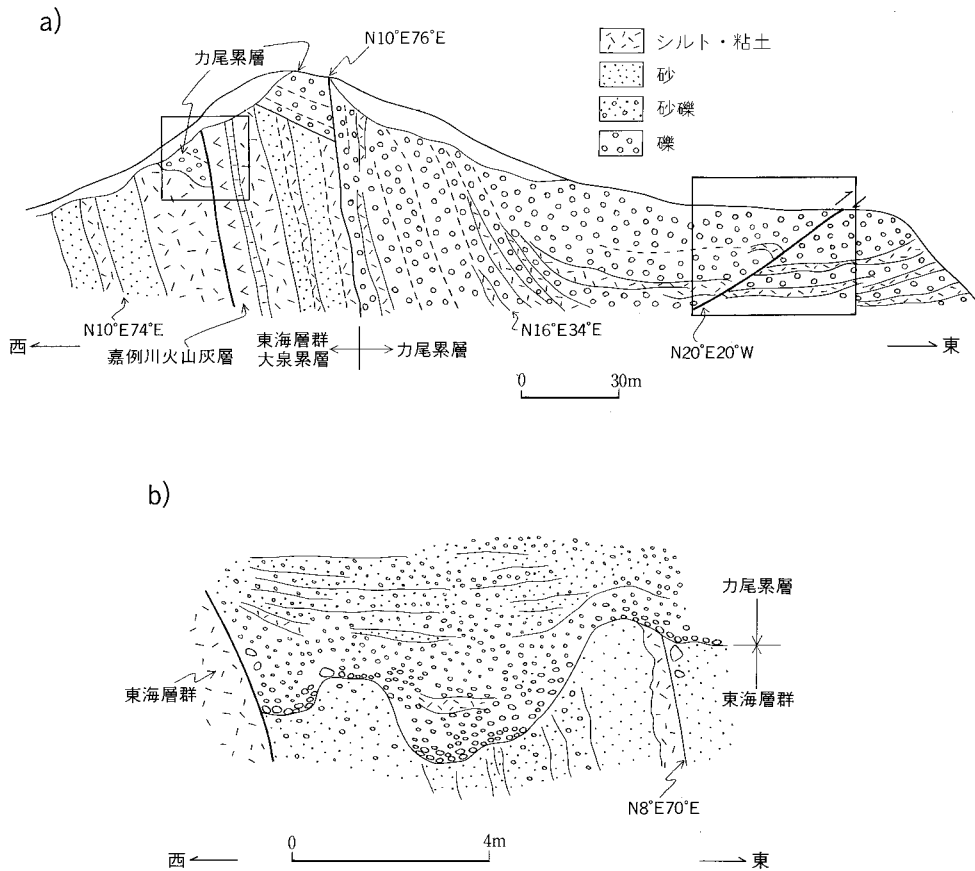 a)
力尾累層
N10°E76°E
シルト・粘土
砂
砂礫
礫
N10°E74°E
嘉例川火山灰層
東海層群
大泉累層
力尾累層
N16°E34°E
N20°E20°W
西
東
0
30m
b)
東海層群
力尾累層
東海層群
N8°E70°E
0
4m
西
東